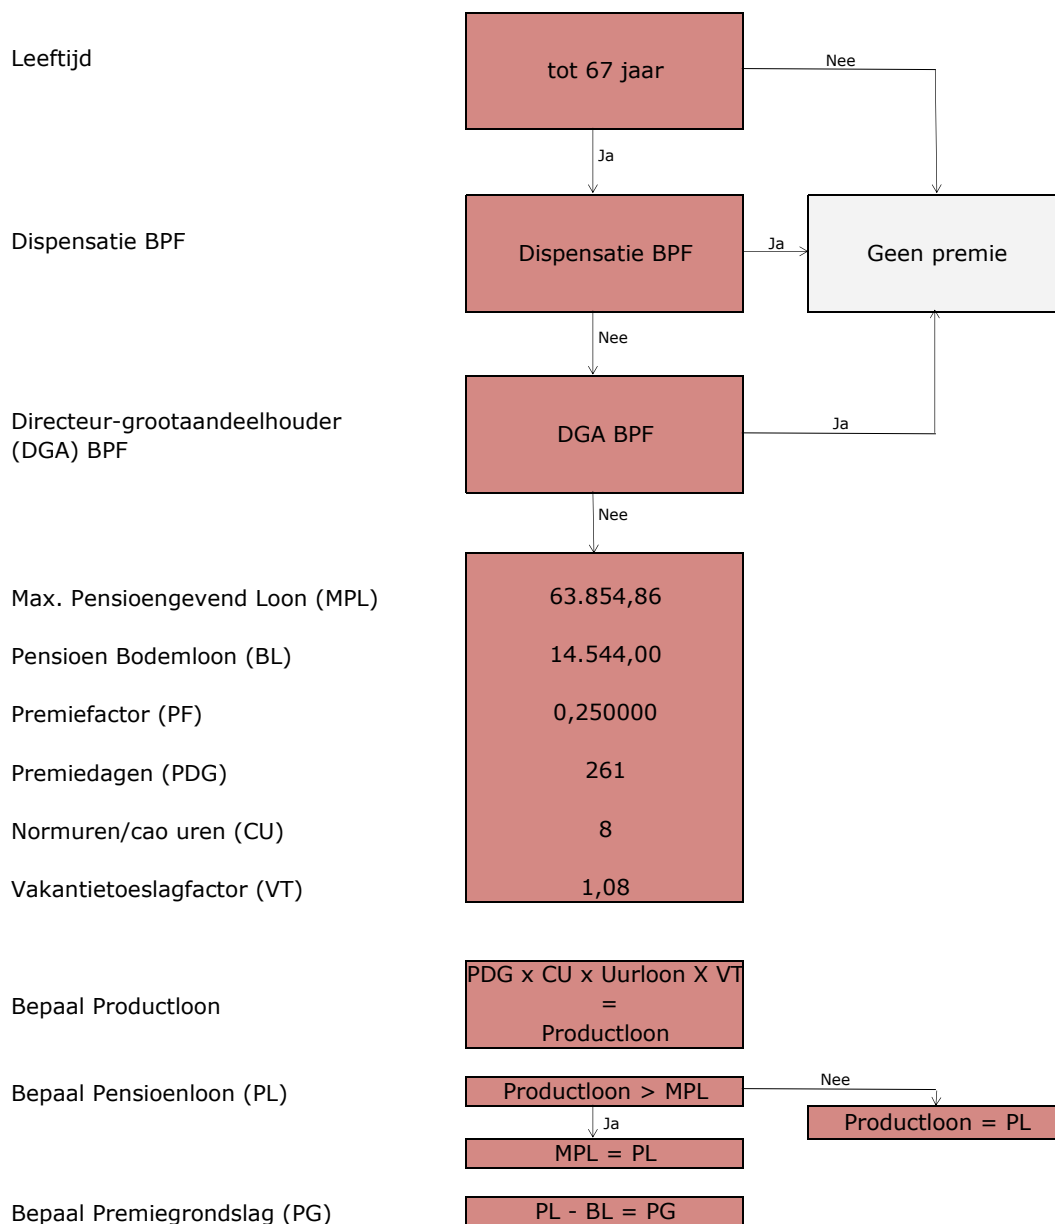 Leeftijd
tot 67 jaar
Nee
Ja
Dispensatie BPF
Dispensatie BPF
Ja
Geen premie
Nee
Directeur-grootaandeelhouder
(DGA) BPF
DGA BPF
Ja
Nee
Max. Pensioengevend Loon (MPL)
63.854,86
Pensioen Bodemloon (BL)
14.544,00
Premiefactor (PF)
0,250000
Premiedagen (PDG)
261
Normuren/cao uren (CU)
8
Vakantietoeslagfactor (VT)
1,08
Bepaal Productloon
PDG x CU x Uurloon X VT
=
Productloon
Bepaal Pensioenloon (PL)
Productloon > MPL
Nee
Productloon = PL
Ja
MPL = PL
Bepaal Premiegrondslag (PG)
PL - BL = PG